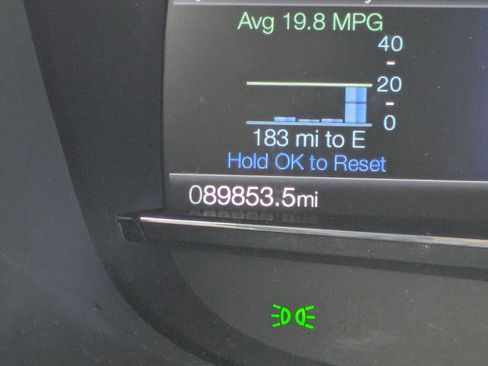 Avg 19.8 MPG
40
20
0
183 mi to E
Hold OK to Reset
089853.5mi